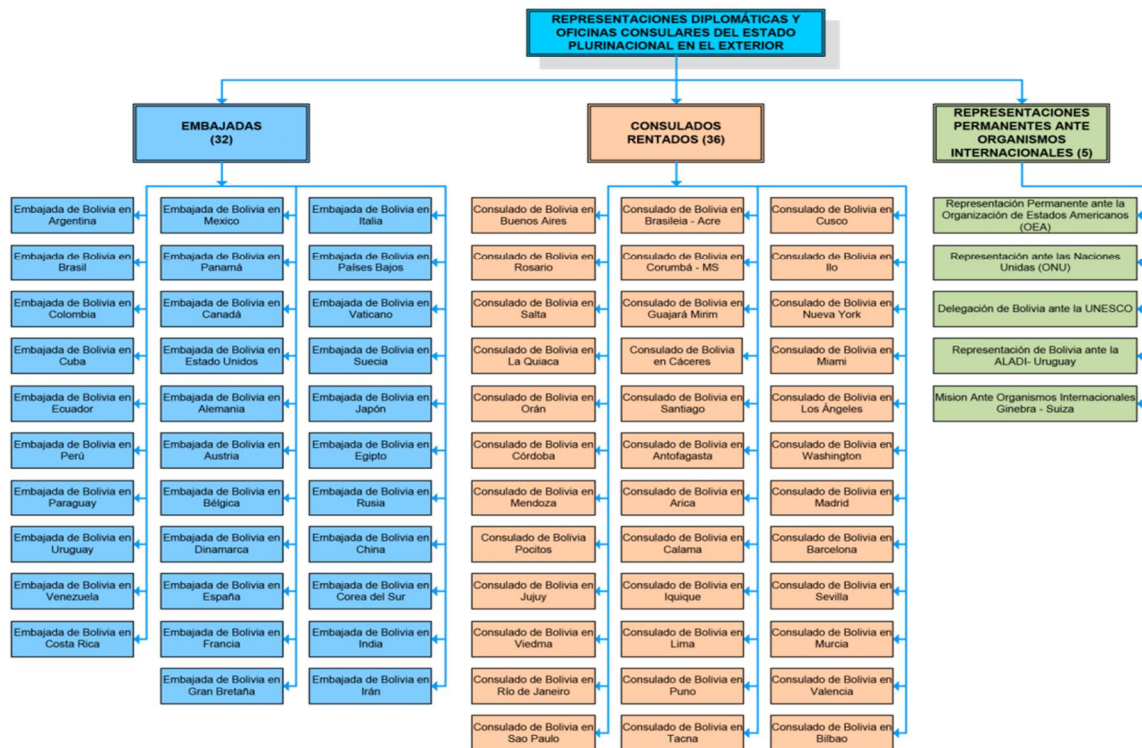 REPRESENTACIONES DIPLOMÁTICAS Y
OFICINAS CONSULARES DEL ESTADO
PLURINACIONAL EN EL EXTERIOR
EMBAJADAS
(32)
Embajada de Bolivia en
Argentina
Embajada de Bolivia en
Brasil
Embajada de Bolivia en
Colombia
Embajada de Bolivia en
Cuba
Embajada de Bolivia en
Ecuador
Embajada de Bolivia en
Perú
Embajada de Bolivia en
Paraguay
Embajada de Bolivia en
Uruguay
Embajada de Bolivia en
Venezuela
Embajada de Bolivia en
Costa Rica
Embajada de Bolivia en
Mexico
Embajada de Bolivia en
Panamá
Embajada de Bolivia en
Canadá
Embajada de Bolivia en
Estado Unidos
Embajada de Bolivia en
Alemania
Embajada de Bolivia en
Austria
Embajada de Bolivia en
Bélgica
Embajada de Bolivia en
Dinamarca
Embajada de Bolivia en
España
Embajada de Bolivia en
Francia
Embajada de Bolivia en
Gran Bretaña
Embajada de Bolivia en
Italia
Embajada de Bolivia en
Países Bajos
Embajada de Bolivia en
Vaticano
Embajada de Bolivia en
Suecia
Embajada de Bolivia en
Japón
Embajada de Bolivia en
Egipto
Embajada de Bolivia en
Rusia
Embajada de Bolivia en
China
Embajada de Bolivia en
Corea del Sur
Embajada de Bolivia en
India
Embajada de Bolivia en
Irán
CONSULADOS
RENTADOS (36)
Consulado de Bolivia en
Buenos Aires
Consulado de Bolivia en
Rosario
Consulado de Bolivia en
Salta
Consulado de Bolivia en
La Quiaca
Consulado de Bolivia en
Orán
Consulado de Bolivia en
Córdoba
Consulado de Bolivia en
Mendoza
Consulado de Bolivia
Pocitos
Consulado de Bolivia en
Jujuy
Consulado de Bolivia en
Viedma
Consulado de Bolivia en
Río de Janeiro
Consulado de Bolivia en
Sao Paulo
Consulado de Bolivia en
Brasileia - Acre
Consulado de Bolivia en
Corumbá - MS
Consulado de Bolivia en
Guajará Mirim
Consulado de Bolivia
en Cáceres
Consulado de Bolivia en
Santiago
Consulado de Bolivia en
Antofagasta
Consulado de Bolivia en
Arica
Consulado de Bolivia en
Calama
Consulado de Bolivia en
Iquique
Consulado de Bolivia en
Lima
Consulado de Bolivia en
Puno
Consulado de Bolivia en
Tacna
Consulado de Bolivia en
Cusco
Consulado de Bolivia en
Ilo
Consulado de Bolivia en
Nueva York
Consulado de Bolivia en
Miami
Consulado de Bolivia en
Los Ángeles
Consulado de Bolivia en
Washington
Consulado de Bolivia en
Madrid
Consulado de Bolivia en
Barcelona
Consulado de Bolivia en
Sevilla
Consulado de Bolivia en
Murcia
Consulado de Bolivia en
Valencia
Consulado de Bolivia en
Bilbao
REPRESENTACIONES
PERMANENTES ANTE
ORGANISMOS
INTERNACIONALES (5)
Representación Permanente ante la
Organización de Estados Americanos
(OEA)
Representación ante las Naciones
Unidas (ONU)
Delegación de Bolivia ante la UNESCO
Representación de Bolivia ante la
ALADI- Uruguay
Mision Ante Organismos Internacionales
Ginebra - Suiza